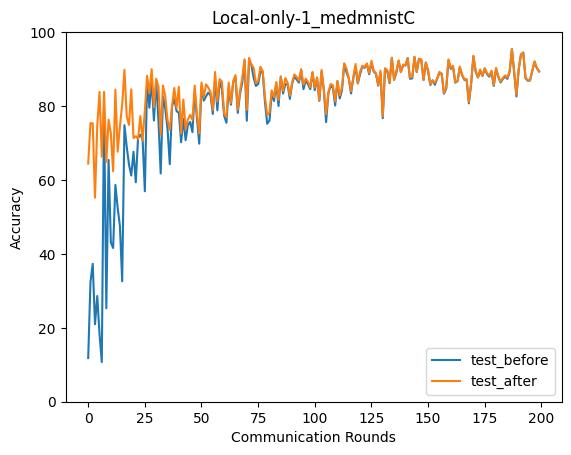 Local-only-1_medmnistC
100
80
60
40
20
0
Accuracy
0 25 50 75 100 125 150 175 200
Communication Rounds
test_before
test_after